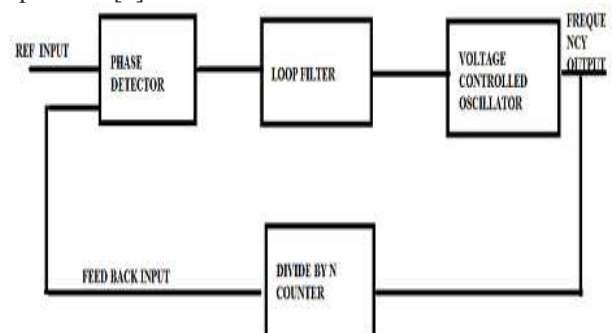 FREQUE
NCY
OUTPUT
REF INPUT
PHASE
DETECTOR
LOOP FILTER
VOLTAGE
CONTROLLED
OSCILLATOR
DIVIDE BY N
COUNTER
FEED BACK INPUT